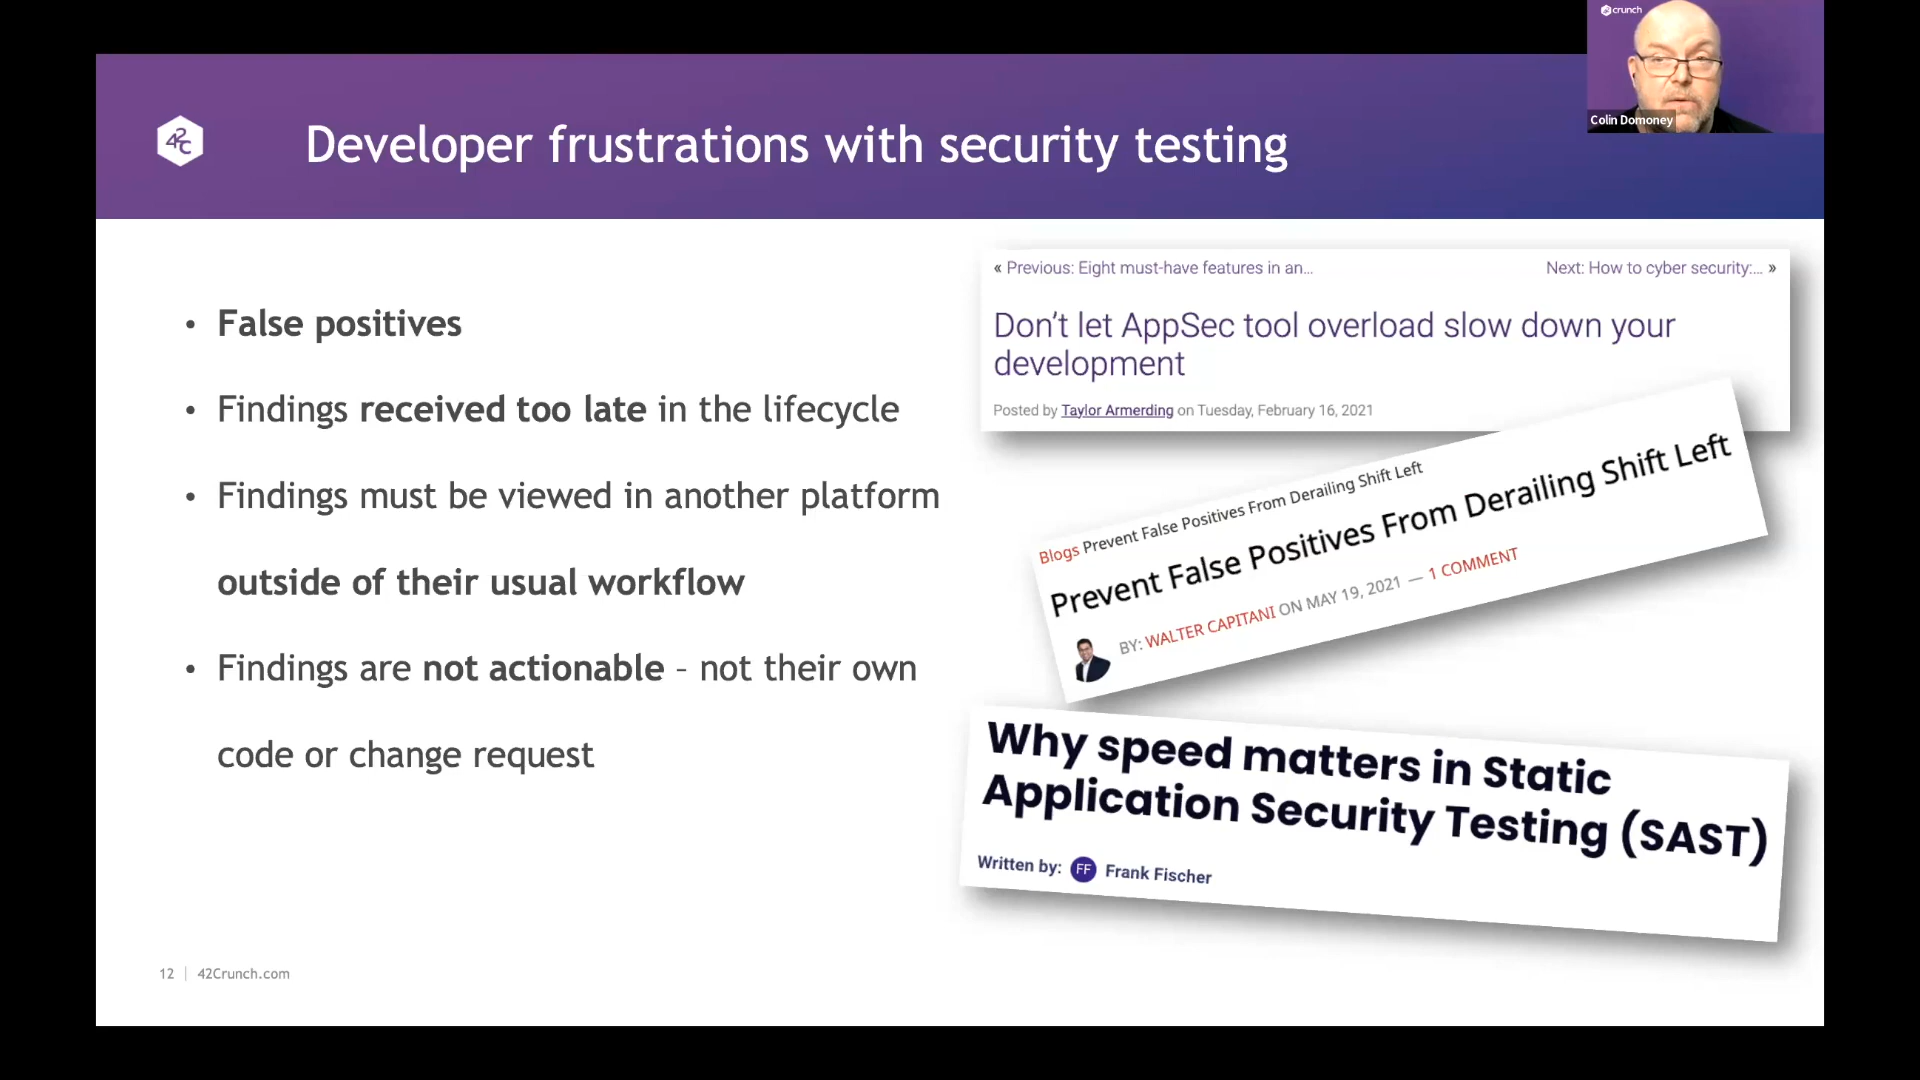 crunch
Colin Domoney
42c
Developer frustrations with security testing
• False positives
• Findings received too late in the lifecycle
• Findings must be viewed in another platform
outside of their usual workflow
• Findings are not actionable – not their own
code or change request
« Previous: Eight must-have features in an...
Next: How to cyber security:... »
Don't let AppSec tool overload slow down your
development
Posted by Taylor Armerding on Tuesday, February 16, 2021
Blogs Prevent False Positives From Derailing Shift Left
Prevent False Positives From Derailing Shift Left
BY: WALTER CAPITANI ON MAY 19, 2021 — 1 COMMENT
Why speed matters in Static
Application Security Testing (SAST)
Written by: FF Frank Fischer
12 | 42Crunch.com